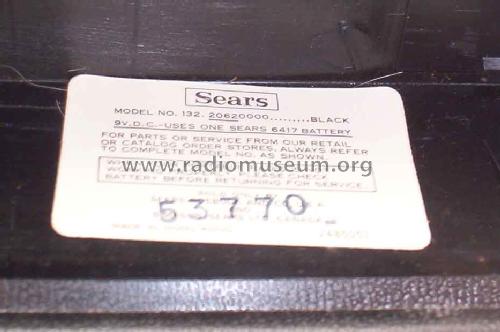 Sears
MODEL NO. 132.20620000.........BLACK
9V.D.C.-USES ONE SEARS 6417 BATTERY
FOR PARTS OR SERVICE FROM OUR RETAIL
OR CATALOG ORDER STORES, ALWAYS REFER
TO COMPLETE MODEL NO. AS SHOWN
© www.radiomuseum.org
EASE CHECK
BATTERY BEFORE RETURNING FOR SERVICE.
53770